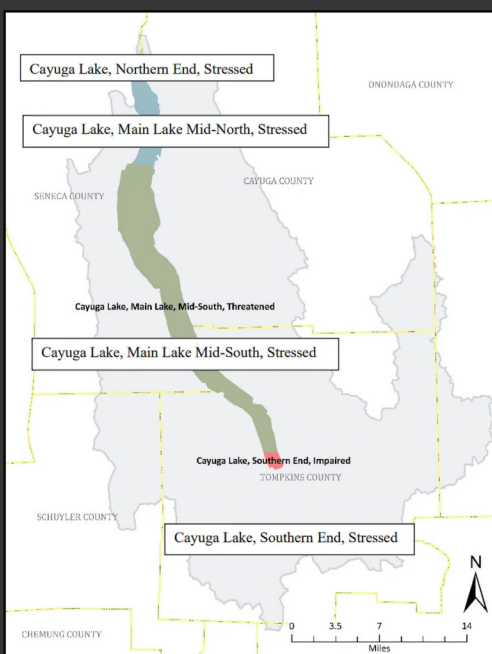 Cayuga Lake, Northern End, Stressed
ONONDAGA COUNTY
Cayuga Lake, Main Lake Mid-North, Stressed
SENECA COUNTY
CAYUGA COUNTY
Cayuga Lake, Main Lake, Mid-South, Threatened
Cayuga Lake, Main Lake Mid-South, Stressed
Cayuga Lake, Southern End, Impaired
TOMPKINS COUNTY
SCHUYLER COUNTY
Cayuga Lake, Southern End, Stressed
N
0 3.5 7 14
Miles
CHEMUNG COUNTY